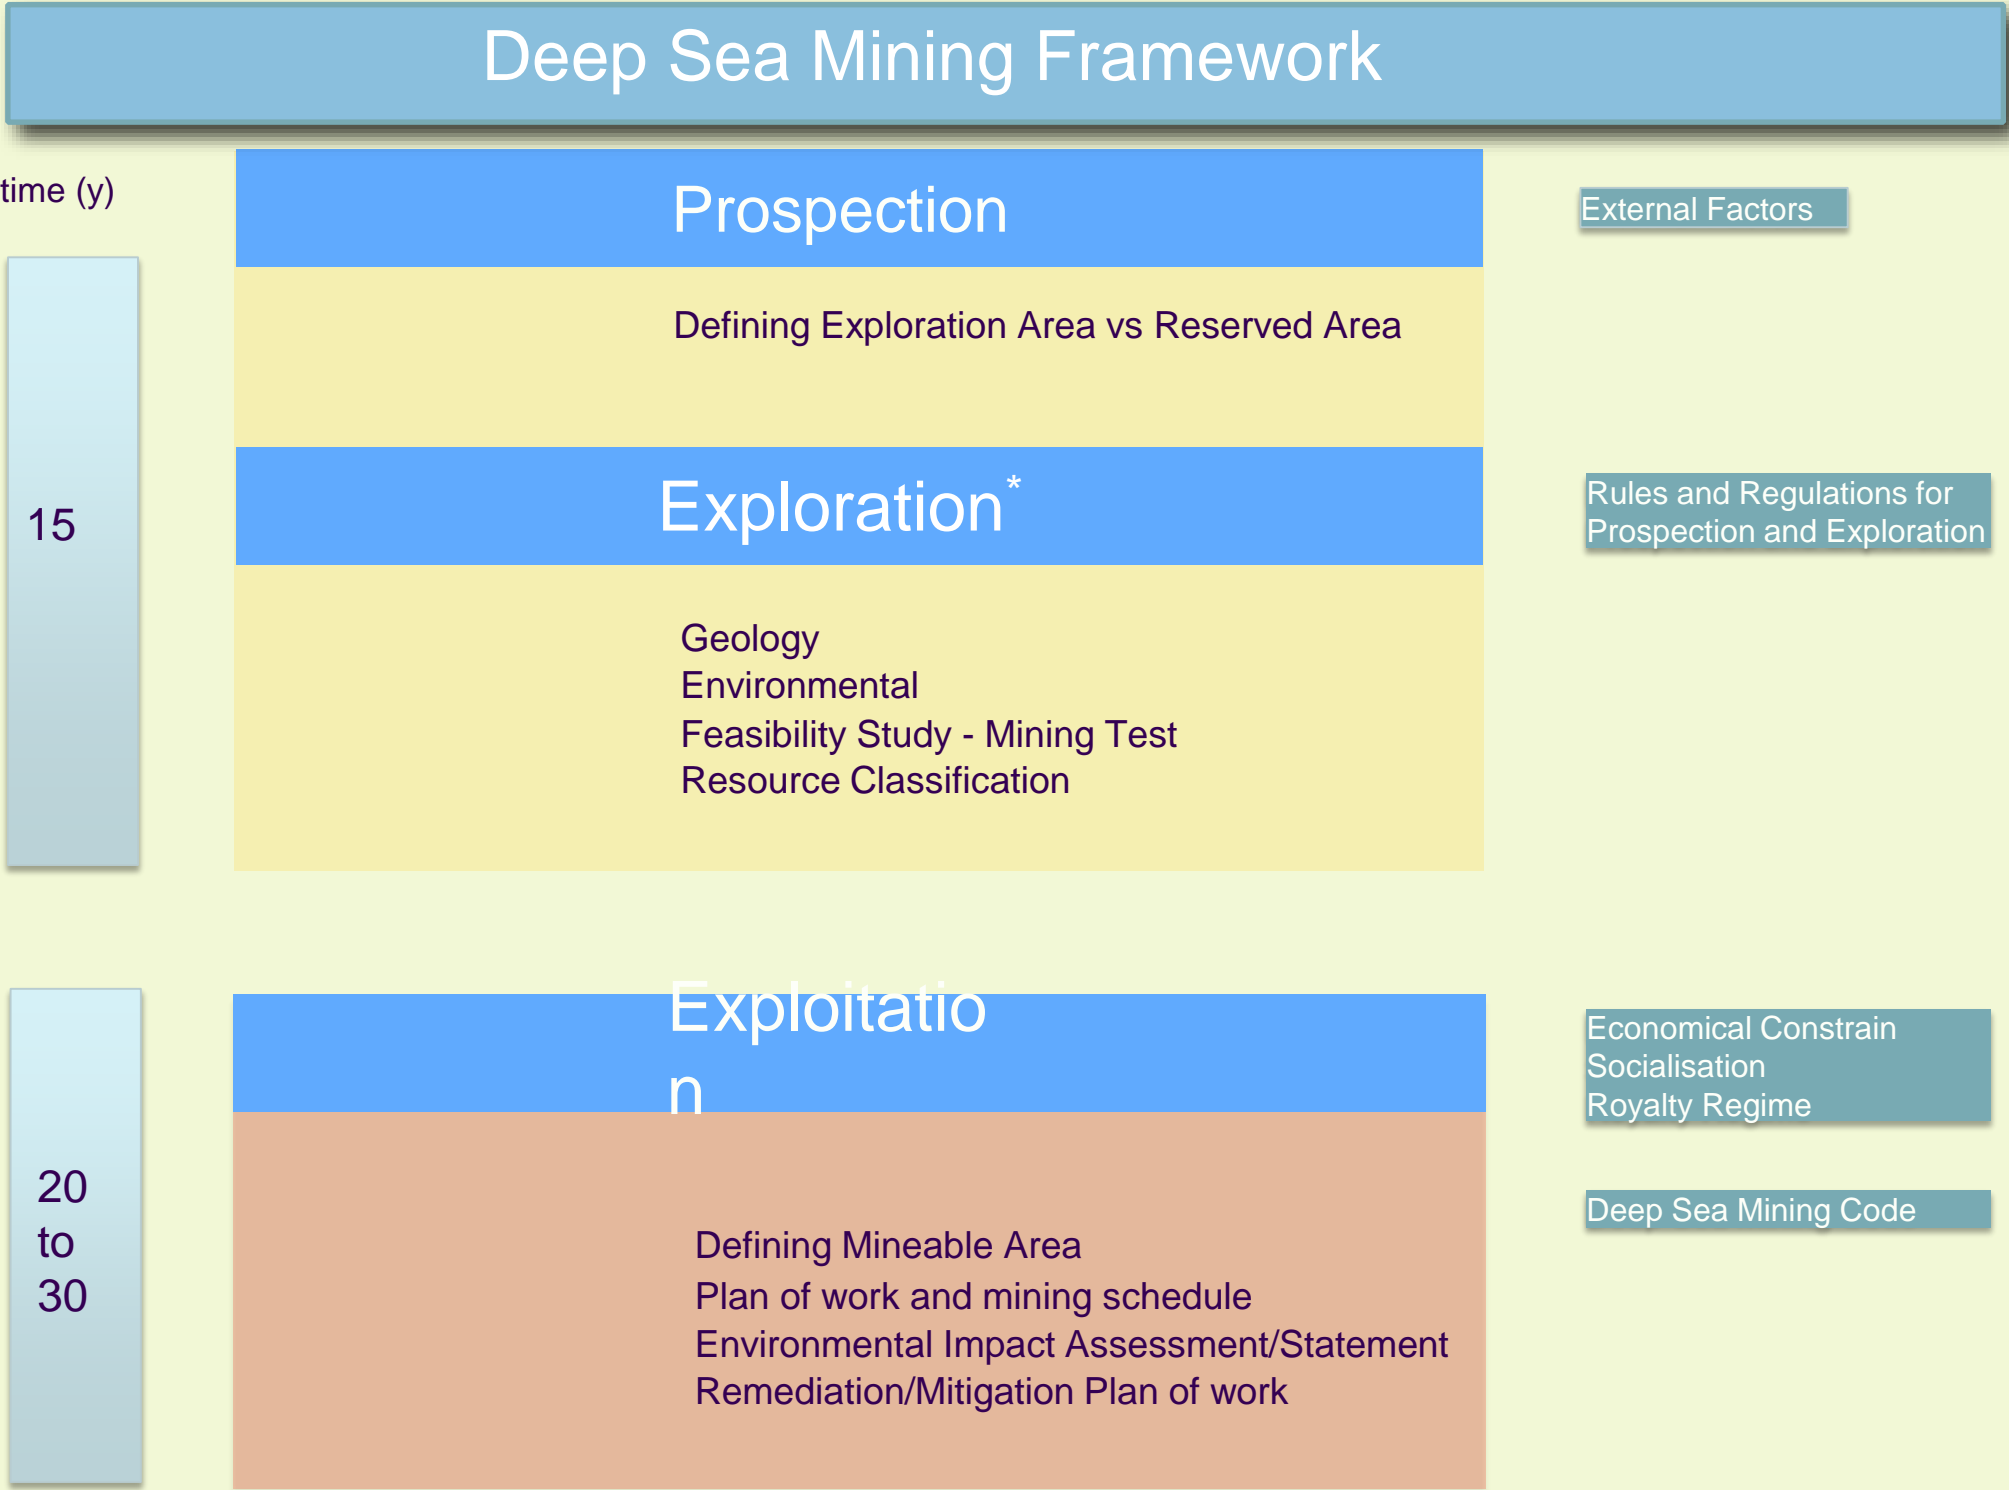 Deep Sea Mining Framework
time (y)
Prospection
External Factors
Defining Exploration Area vs Reserved Area
15
Exploration*
Rules and Regulations for
Prospection and Exploration
Geology
Environmental
Feasibility Study - Mining Test
Resource Classification
Exploitatio
n
Economical Constrain
Socialisation
Royalty Regime
20
to
30
Deep Sea Mining Code
Defining Mineable Area
Plan of work and mining schedule
Environmental Impact Assessment/Statement
Remediation/Mitigation Plan of work